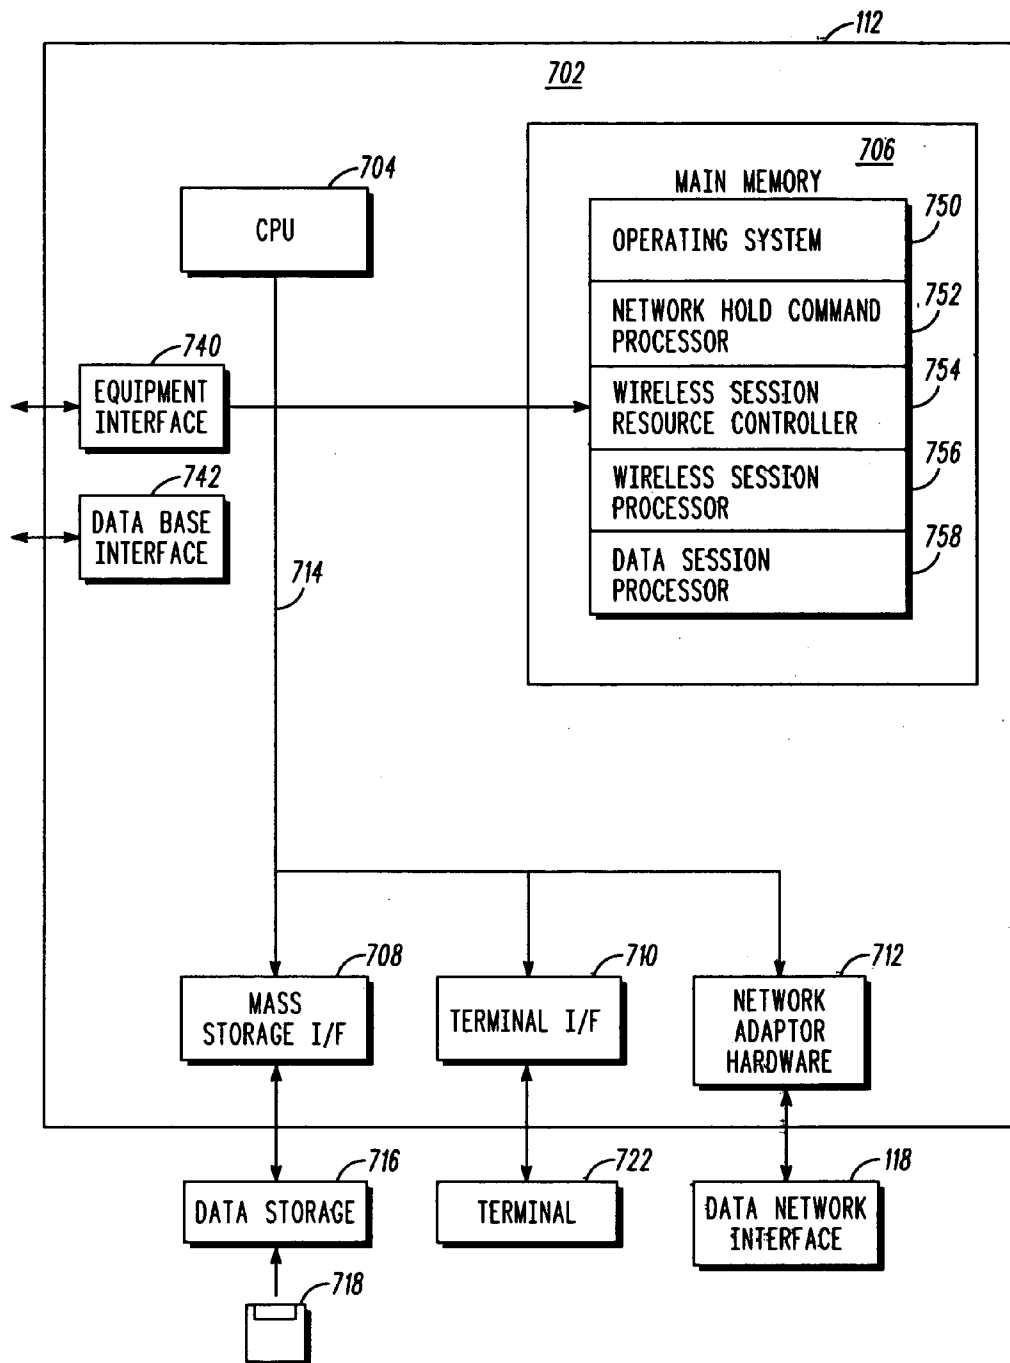 112
702
706
704
MAIN MEMORY
CPU
750
OPERATING SYSTEM
752
NETWORK HOLD COMMAND
PROCESSOR
740
EQUIPMENT
INTERFACE
754
WIRELESS SESSION
RESOURCE CONTROLLER
756
WIRELESS SESSION
PROCESSOR
742
DATA BASE
INTERFACE
758
DATA SESSION
PROCESSOR
714
708
MASS
STORAGE I/F
710
TERMINAL I/F
712
NETWORK
ADAPTOR
HARDWARE
716
DATA STORAGE
722
TERMINAL
118
DATA NETWORK
INTERFACE
718